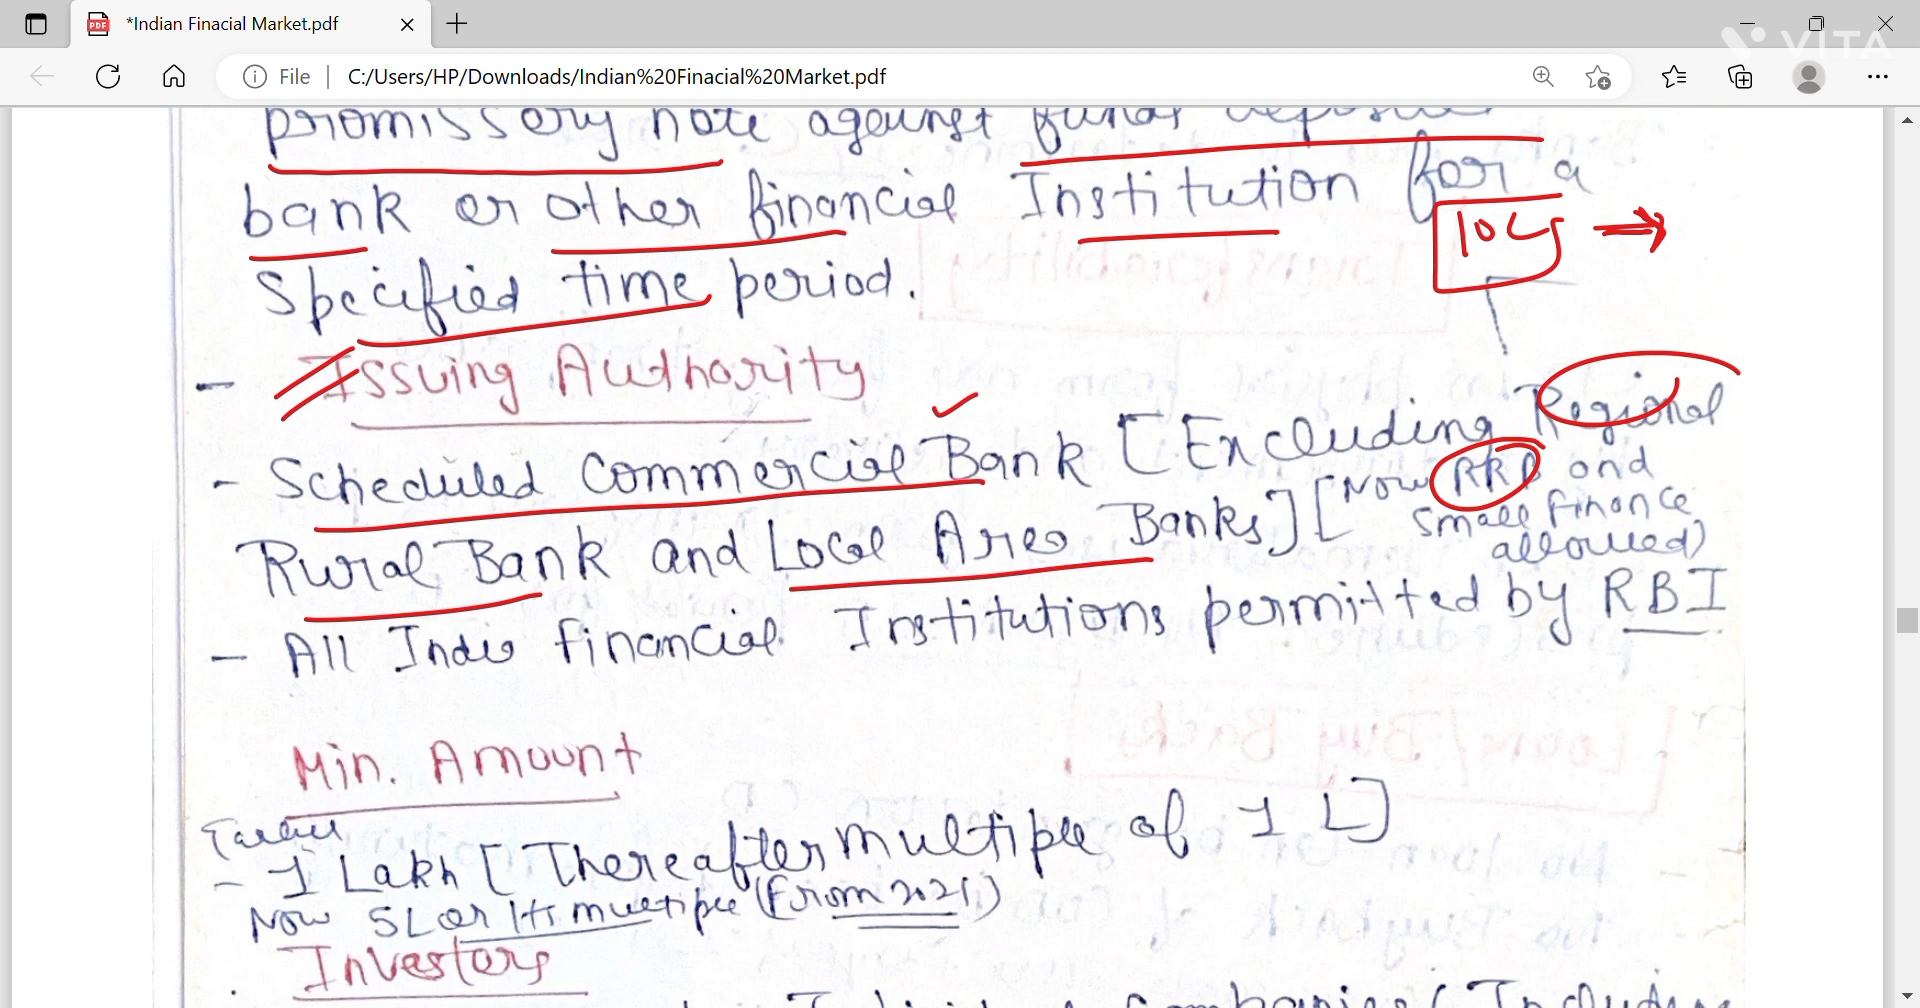 *Indian Finacial Market.pdf
VITA
File
C:/Users/HP/Downloads/Indian%20Finacial%20Market.pdf
promissory note against funds
bank or other financial Institution for a
Specified time period.
- Issuing Authority
- Scheduled Commercial Bank [Excluding Regional
Rural Bank and Local Area Banks] [Now RRB and
small finance
allowed)
- All India financial Institutions permitted by RBI
Min. Amount
Earlier
- 1 Lakh [Thereafter multiple of 1 L]
Now 5L or its multiple (From 2021)
Investors